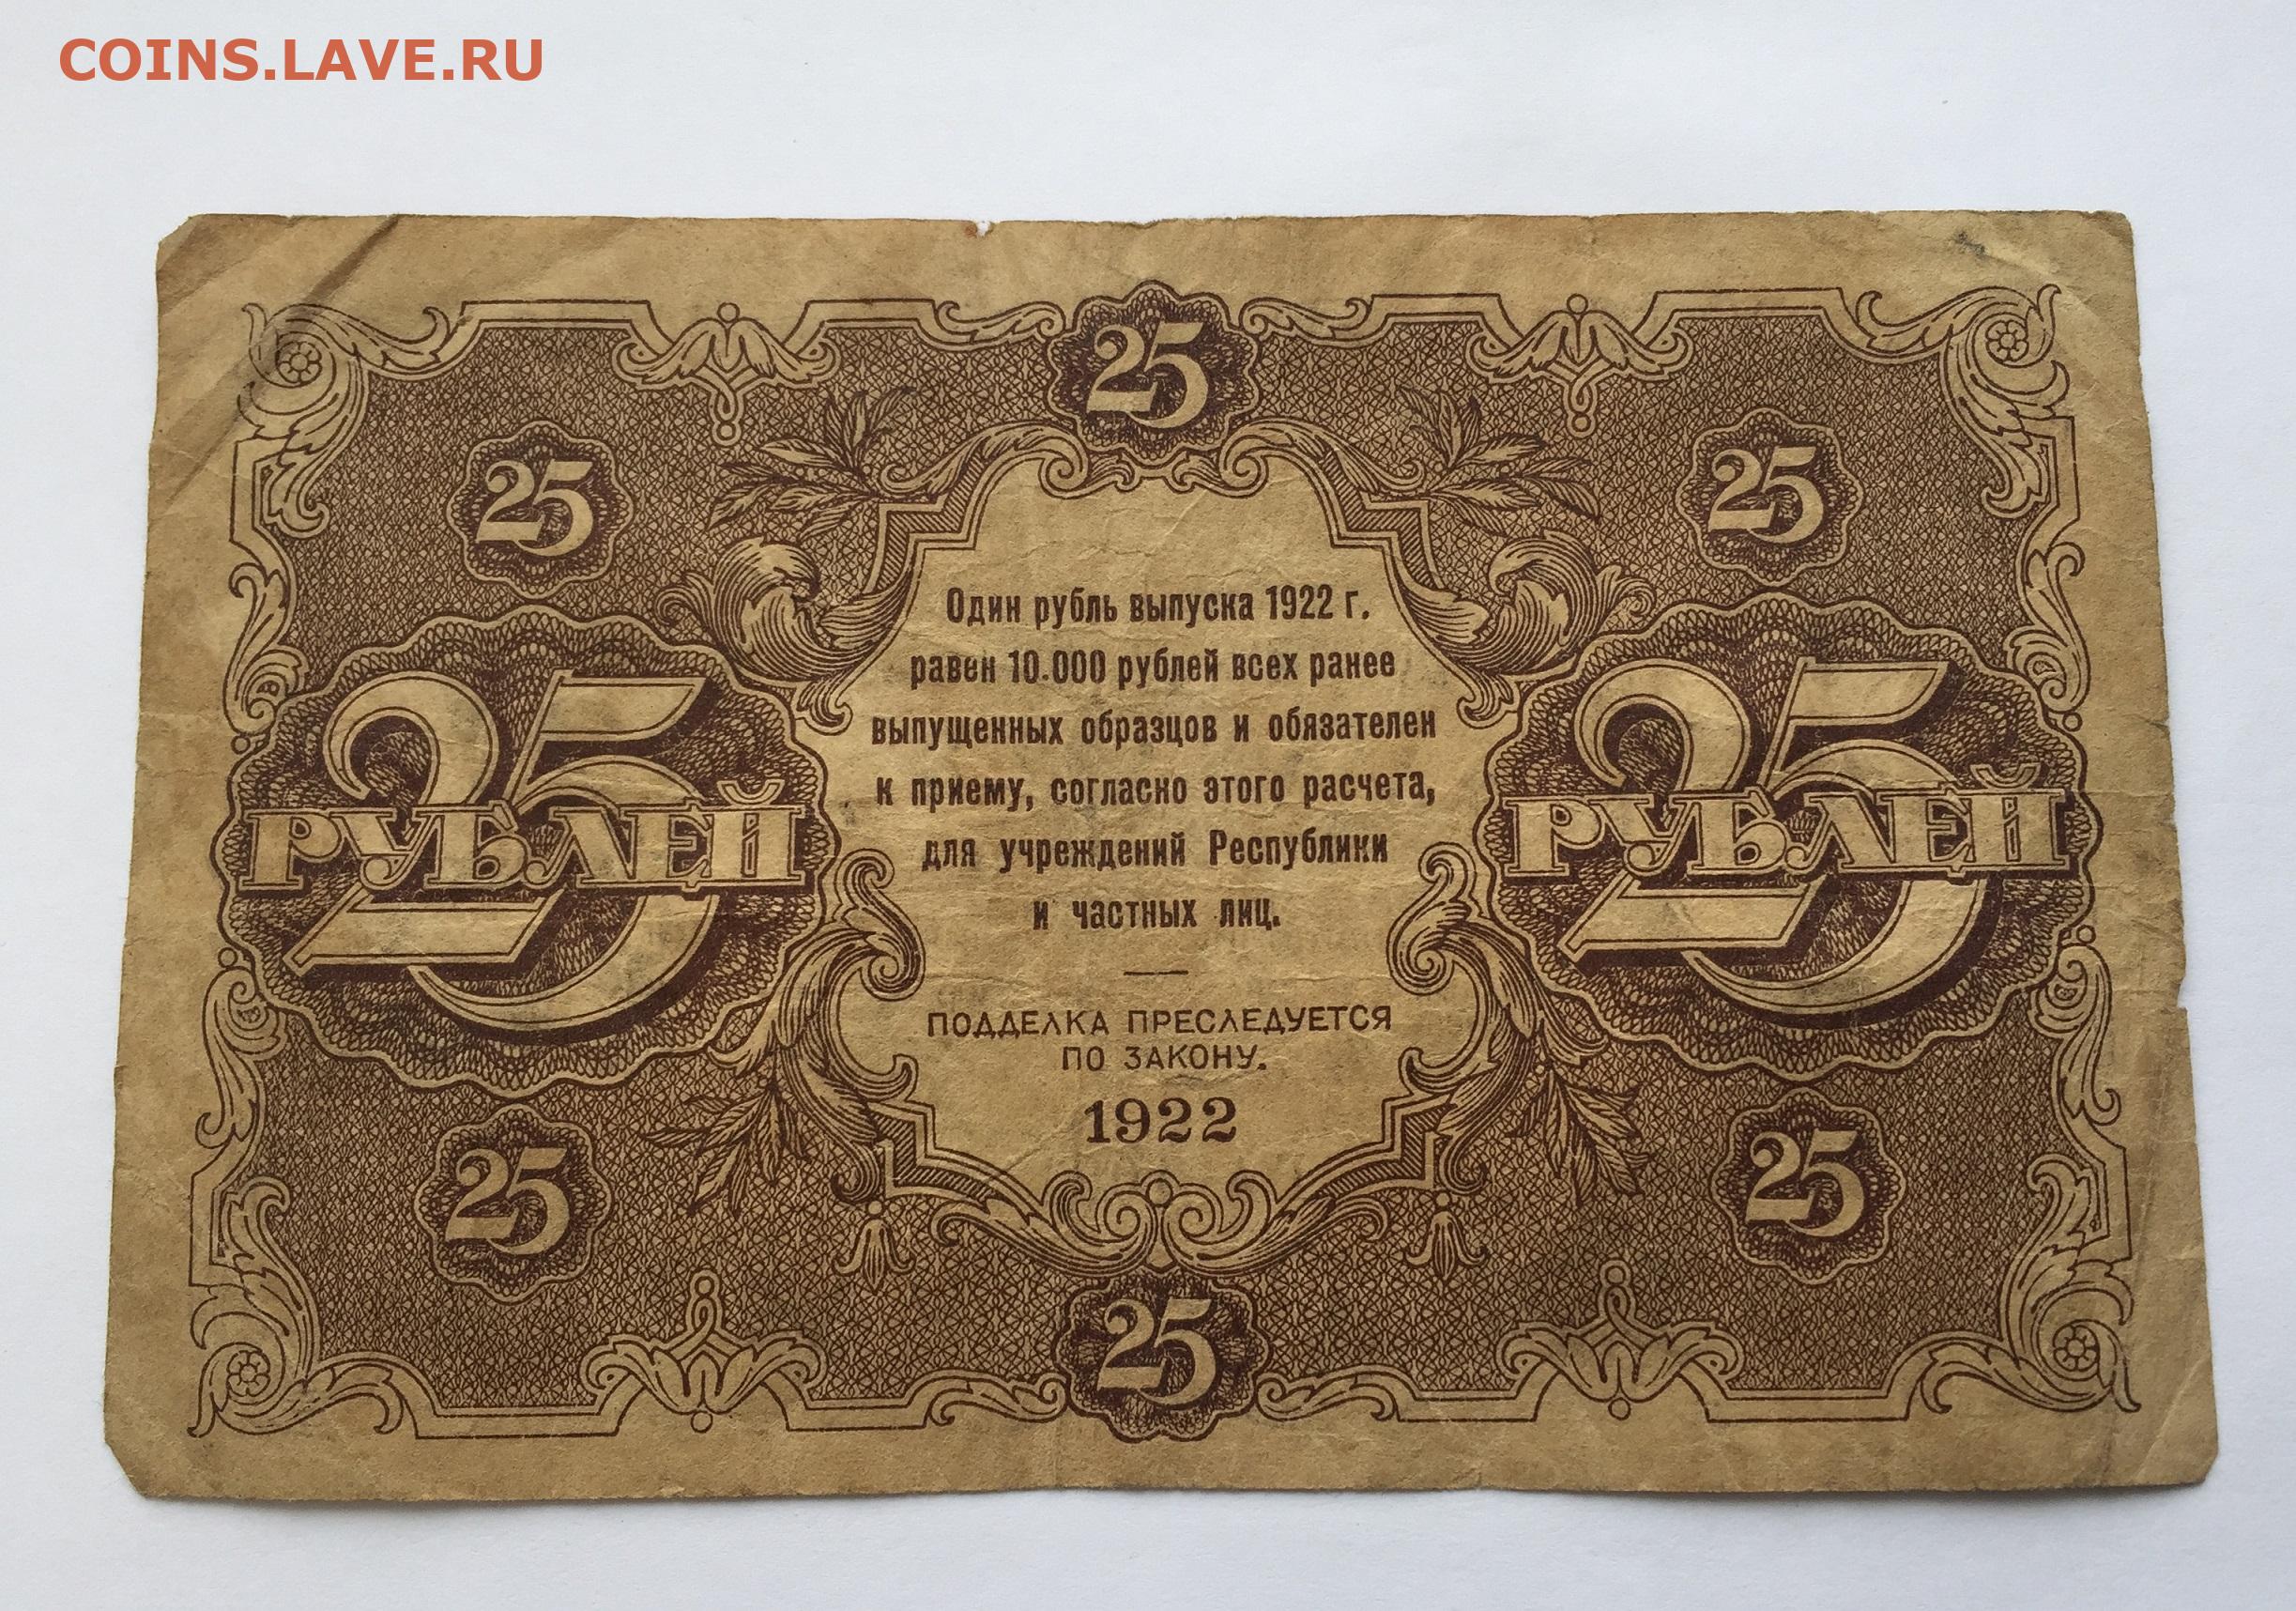 COINS.LAVE.RU
25
25
25
Один рубль выпуска 1922 г.
равен 10.000 рублей всех ранее
выпущенных образцов и обязателен
к приему, согласно этого расчета,
для учреждений Республики
и частных лиц.
25 РУБЛЕЙ
25 РУБЛЕЙ
ПОДДЕЛКА ПРЕСЛЕДУЕТСЯ
ПО ЗАКОНУ.
1922
25
25
25